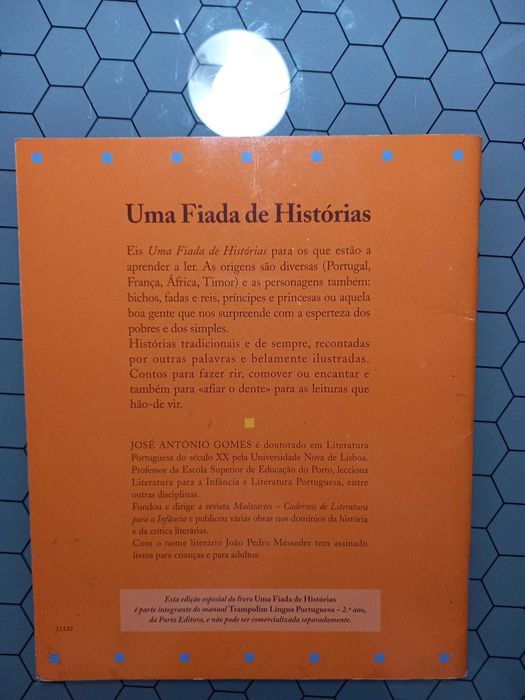 Uma Fiada de Histórias
Eis Uma Fiada de Histórias para os que estão a
aprender a ler. As origens são diversas (Portugal,
França, África, Timor) e as personagens também:
bichos, fadas e reis, príncipes e princesas ou aquela
boa gente que nos surpreende com a esperteza dos
pobres e dos simples.
Histórias tradicionais e de sempre, recontadas
por outras palavras e belamente ilustradas.
Contos para fazer rir, comover ou encantar e
também para «afiar o dente» para as leituras que
hão-de vir.
JOSÉ ANTÓNIO GOMES é doutorado em Literatura
Portuguesa do século XX pela Universidade Nova de Lisboa.
Professor da Escola Superior de Educação do Porto, lecciona
Literatura para a Infância e Literatura Portuguesa, entre
outras disciplinas.
Fundou e dirige a revista Malasartes – Cadernos de Literatura
para a Infância e publicou várias obras nos domínios da história
e da crítica literárias.
Com o nome literário João Pedro Mésseder tem assinado
livros para crianças e para adultos.
Esta edição especial do livro Uma Fiada de Histórias
é parte integrante do manual Trampolim Língua Portuguesa – 2.º ano,
da Porto Editora, e não pode ser comercializada separadamente.
11132